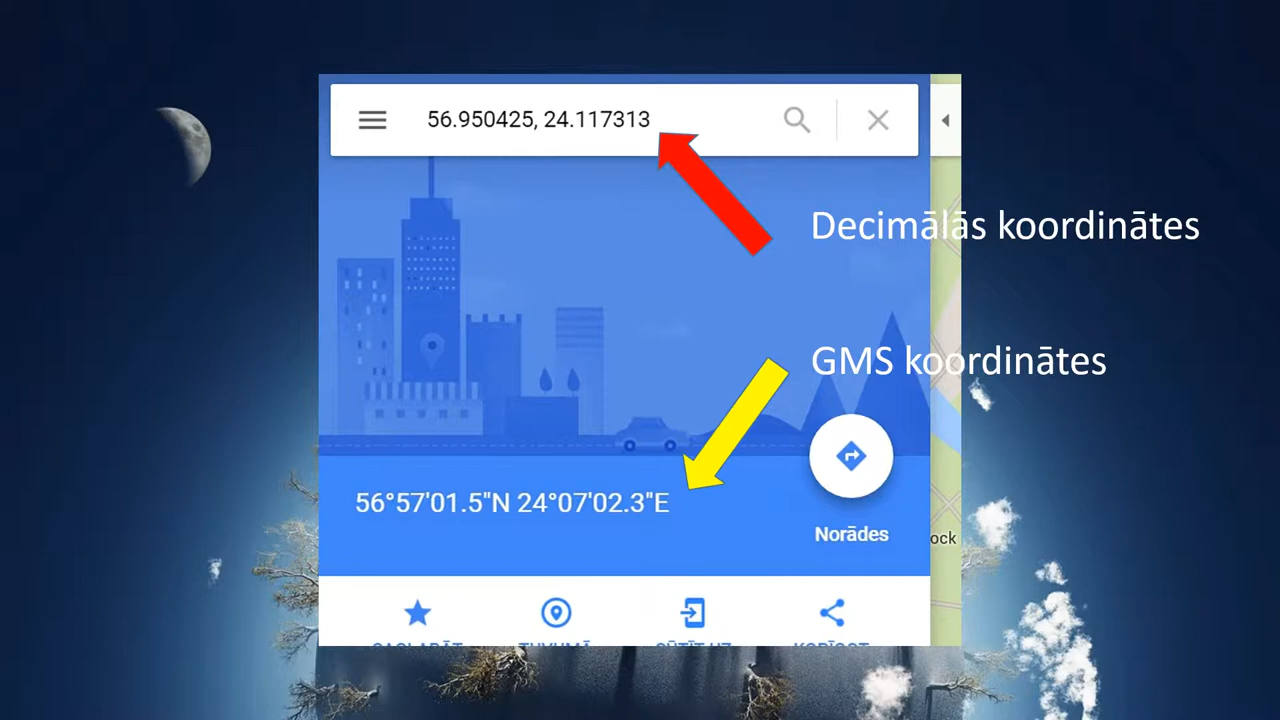 56.950425, 24.117313
Decimālās koordinātes
GMS koordinātes
56°57'01.5"N 24°07'02.3"E
Norādes
ock